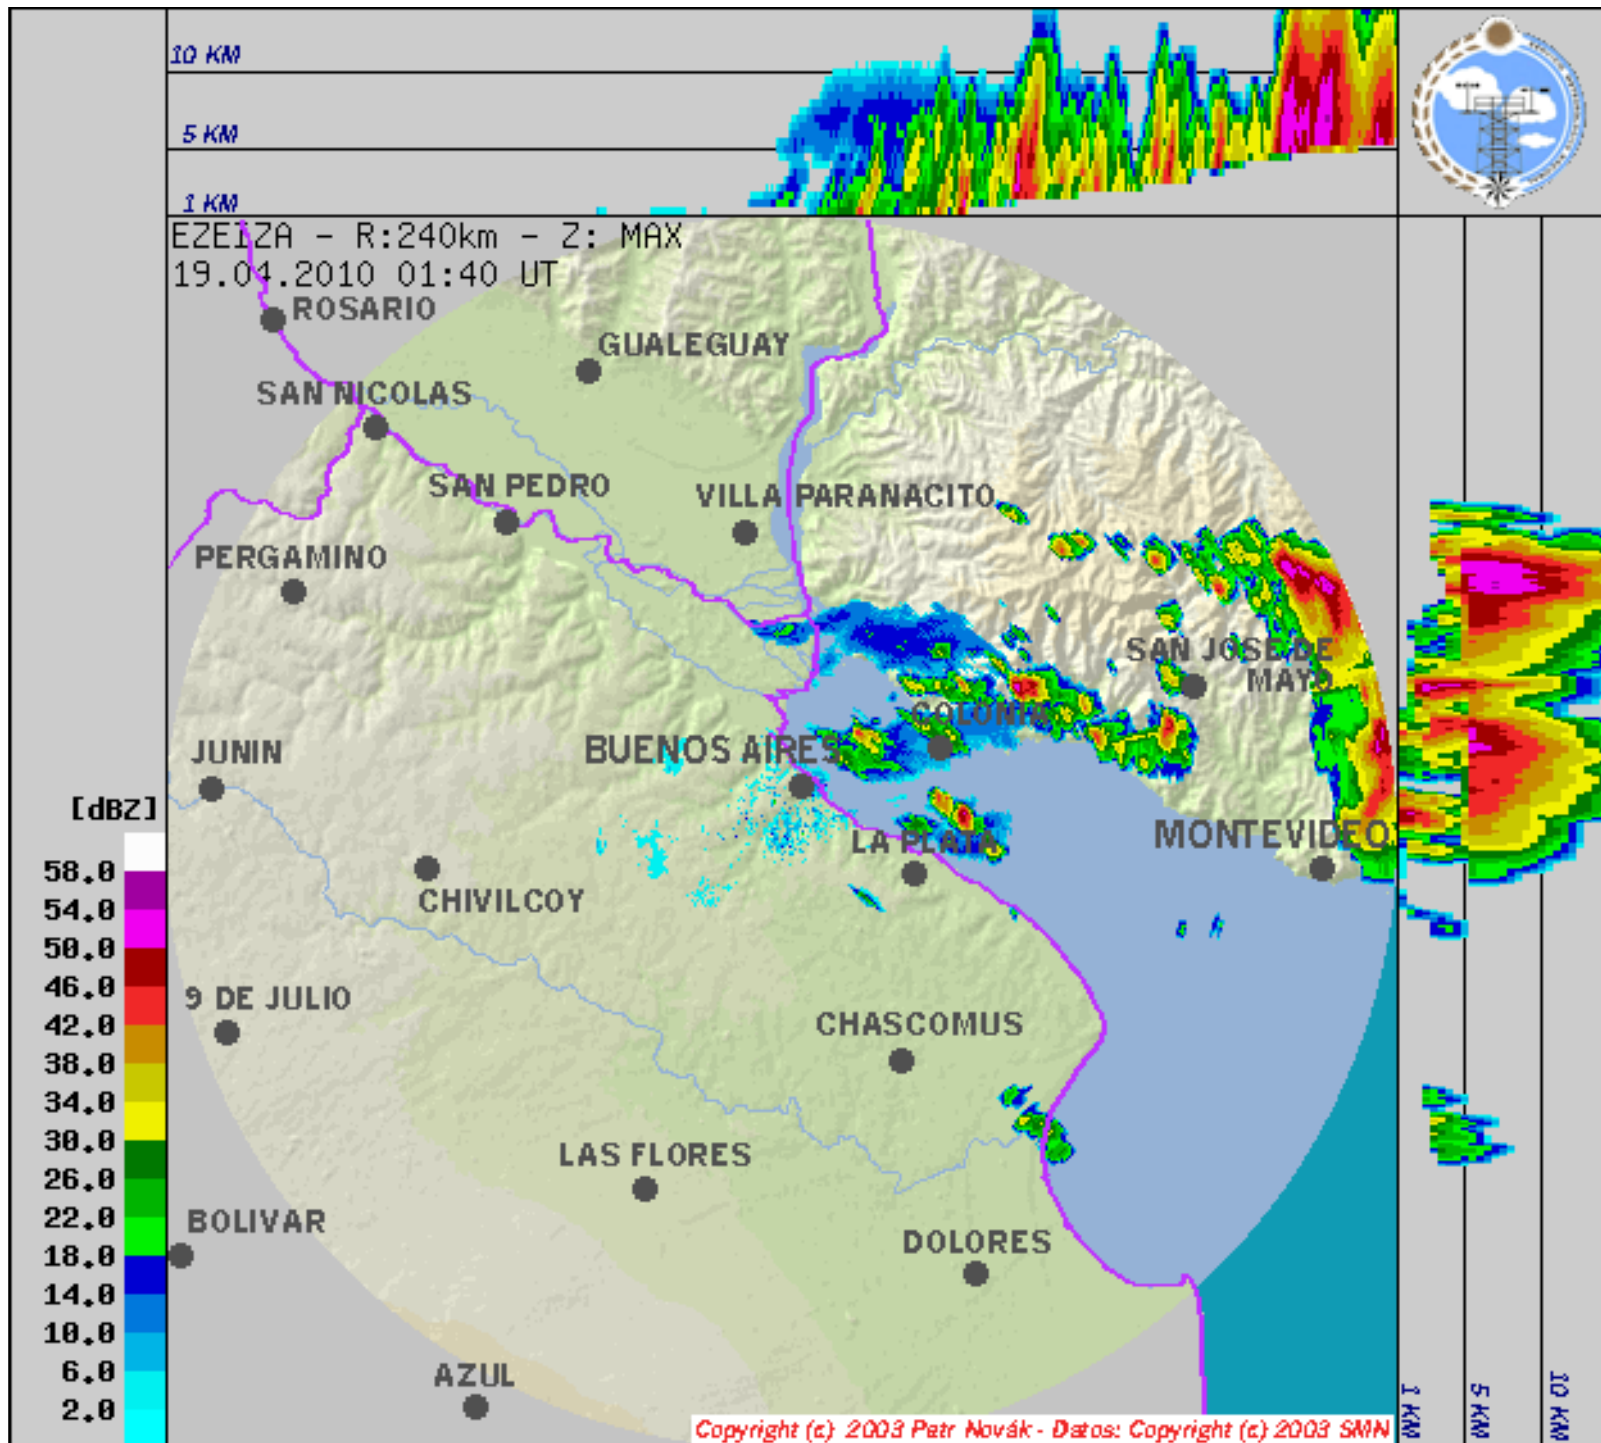 10 KM
5 KM
1 KM
EZEIZA - R:240km - Z: MAX
19.04.2010 01:40 UT
ROSARIO
GUALEGUAY
SAN NICOLAS
SAN PEDRO
VILLA PARANACITO
PERGAMINO
SAN JOSE DE
MAYO
COLONIA
JUNIN
BUENOS AIRES
[dBZ]
LA PLATA
MONTEVIDEO
58.0
54.0
50.0
46.0
42.0
38.0
34.0
30.0
26.0
22.0
18.0
14.0
10.0
6.0
2.0
CHIVILCOY
9 DE JULIO
CHASCOMUS
LAS FLORES
BOLIVAR
DOLORES
AZUL
1 KM
5 KM
10 KM
Copyright (c) 2003 Petr Novák - Datos: Copyright (c) 2003 SMN